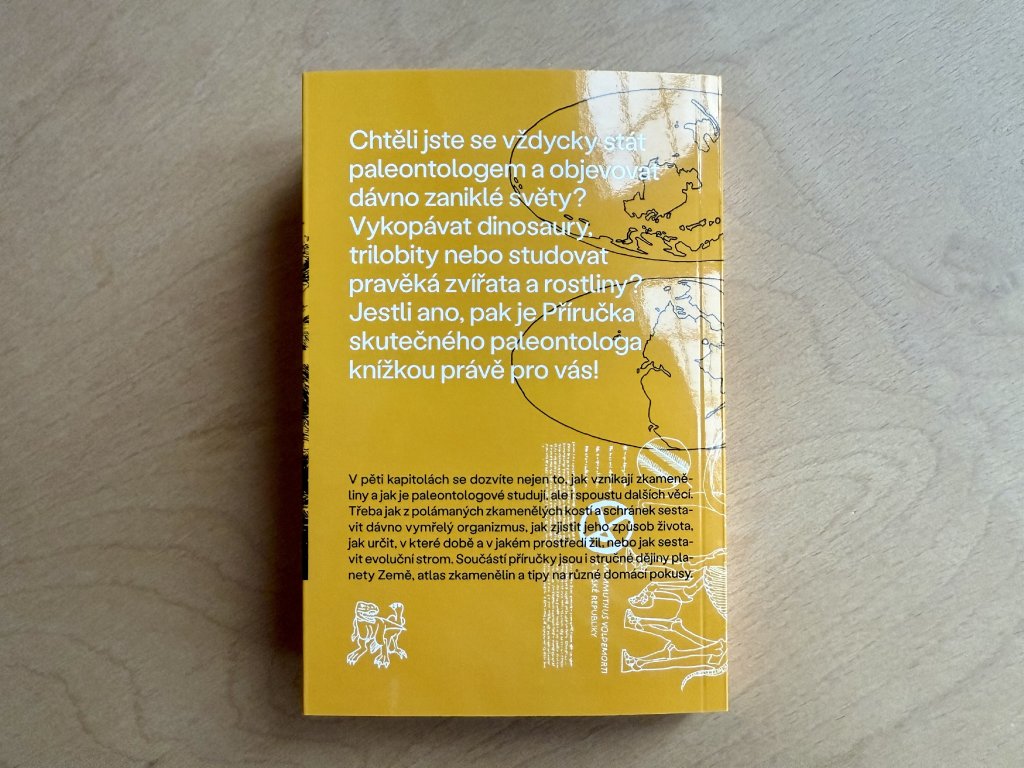 Chtěli jste se vždycky stát
paleontologem a objevovat
dávno zaniklé světy?
Vykopávat dinosaury,
trilobity nebo studovat
pravěká zvířata a rostliny?
Jestli ano, pak je Příručka
skutečného paleontologa
knížkou právě pro vás!
V pěti kapitolách se dozvíte nejen to, jak vznikají zkameně-
liny a jak je paleontologové studují, ale i spoustu dalších věcí.
Třeba jak z polámaných zkamenělých kostí a schránek sesta-
vit dávno vymřelý organizmus, jak zjistit jeho způsob života,
jak určit, v které době a v jakém prostředí žil, nebo jak sesta-
vit evoluční strom. Součástí příručky jsou i stručné dějiny pla-
nety Země, atlas zkamenělin a tipy na různé domácí pokusy.
VOLDEMORTI
REPUBLIKY